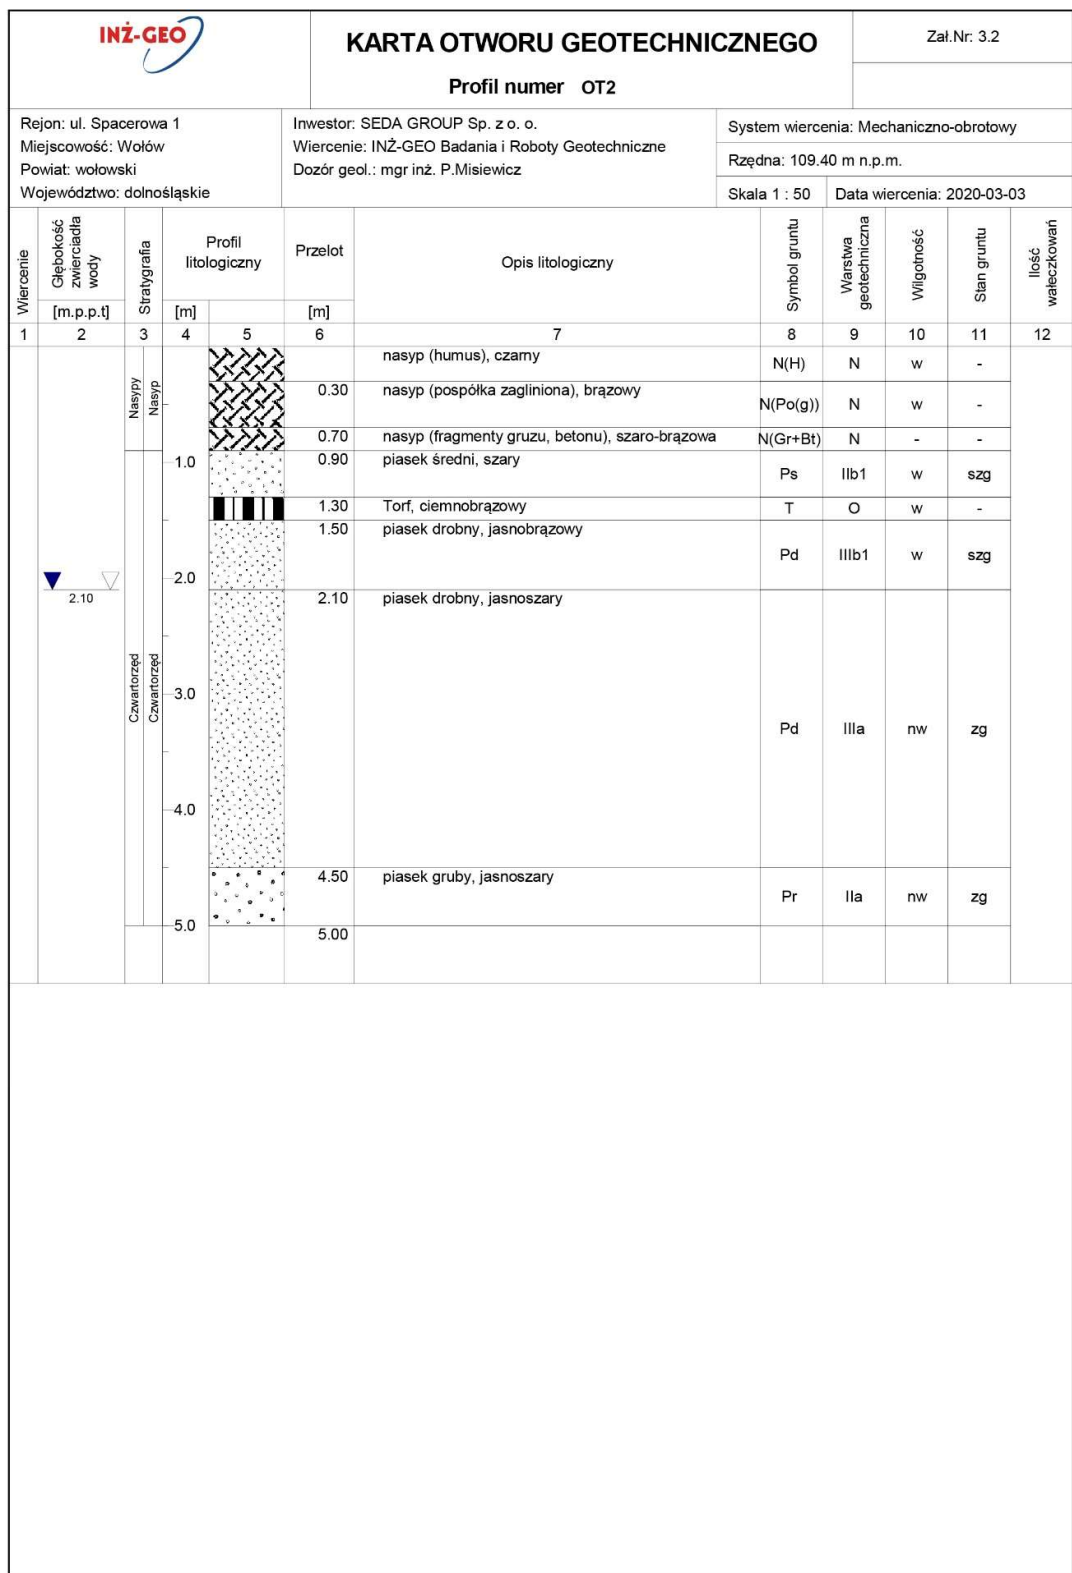 INŻ-GEO
KARTA OTWORU GEOTECHNICZNEGO
Profil numer OT2
Zał.Nr: 3.2
Rejon: ul. Spacerowa 1
Miejscowość: Wołów
Powiat: wołowski
Województwo: dolnośląskie
Inwestor: SEDA GROUP Sp. z o. o.
Wiercenie: INŻ-GEO Badania i Roboty Geotechniczne
Dozór geol.: mgr inż. P.Misiewicz
System wiercenia: Mechaniczno-obrotowy
Rzędna: 109.40 m n.p.m.
Skala 1 : 50 Data wiercenia: 2020-03-03
Wiercenie
Głębokość
zwierciadła
wody
[m.p.p.t]
Stratygrafia
Profil
litologiczny
[m]
Przelot
[m]
Opis litologiczny
Symbol gruntu
Warstwa
geotechniczna
Wilgotność
Stan gruntu
Ilość
wałeczkowań
1 2 3 4 5 6 7 8 9 10 11 12
Nasypy
Nasyp
nasyp (humus), czarny N(H) N w -
0.30 nasyp (pospółka zagliniona), brązowy N(Po(g)) N w -
0.70 nasyp (fragmenty gruzu, betonu), szaro-brązowa N(Gr+Bt) N - -
1.0 0.90 piasek średni, szary Ps IIb1 w szg
1.30 Torf, ciemnobrązowy T O w -
1.50 piasek drobny, jasnobrązowy Pd IIIb1 w szg
2.0
2.10 2.10 piasek drobny, jasnoszary
Czwartorzęd
Czwartorzęd
3.0
Pd IIIa nw zg
4.0
4.50 piasek gruby, jasnoszary Pr IIa nw zg
5.0 5.00